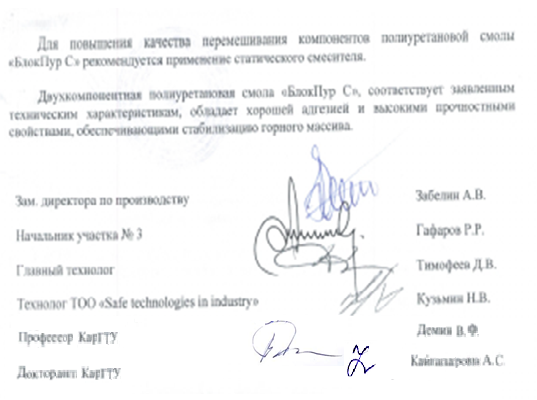 Для повышения качества перемешивания компонентов полиуретановой смолы
«БлокПур С» рекомендуется применение статического смесителя.
Двухкомпонентная полиуретановая смола «БлокПур С», соответствует заявленным
техническим характеристикам, обладает хорошей адгезией и высокими прочностными
свойствами, обеспечивающими стабилизацию горного массива.
Зам. директора по производству Забелин А.В.
Начальник участка № 3 Гафаров Р.Р.
Главный технолог Тимофеев Д.В.
Технолог ТОО «Safe technologies in industry» Кузьмин Н.В.
Профессор КарГТУ Демин В.Ф.
Докторант КарГТУ А.С.